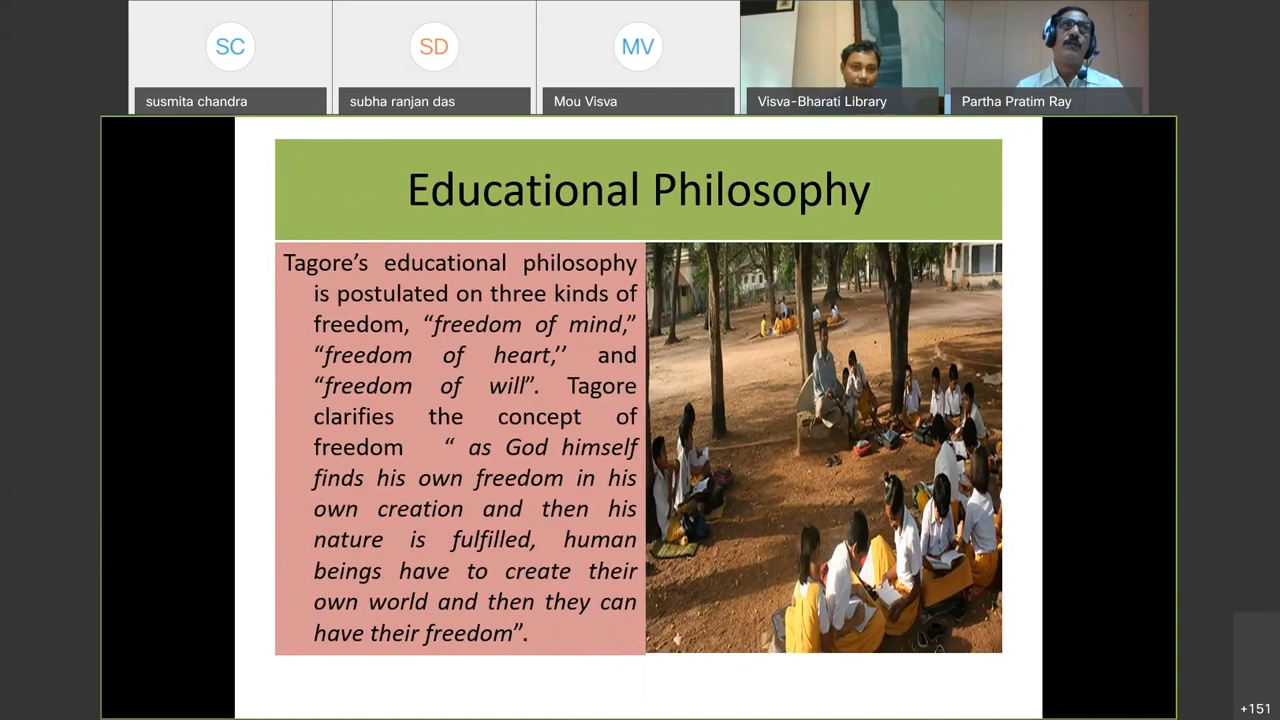 SC
SD
MV
susmita chandra
subha ranjan das
Mou Visva
Visva-Bharati Library
Partha Pratim Ray
Educational Philosophy
Tagore’s educational philosophy
is postulated on three kinds of
freedom, “freedom of mind,”
“freedom of heart,’’ and
“freedom of will”. Tagore
clarifies the concept of
freedom “ as God himself
finds his own freedom in his
own creation and then his
nature is fulfilled, human
beings have to create their
own world and then they can
have their freedom”.
+151